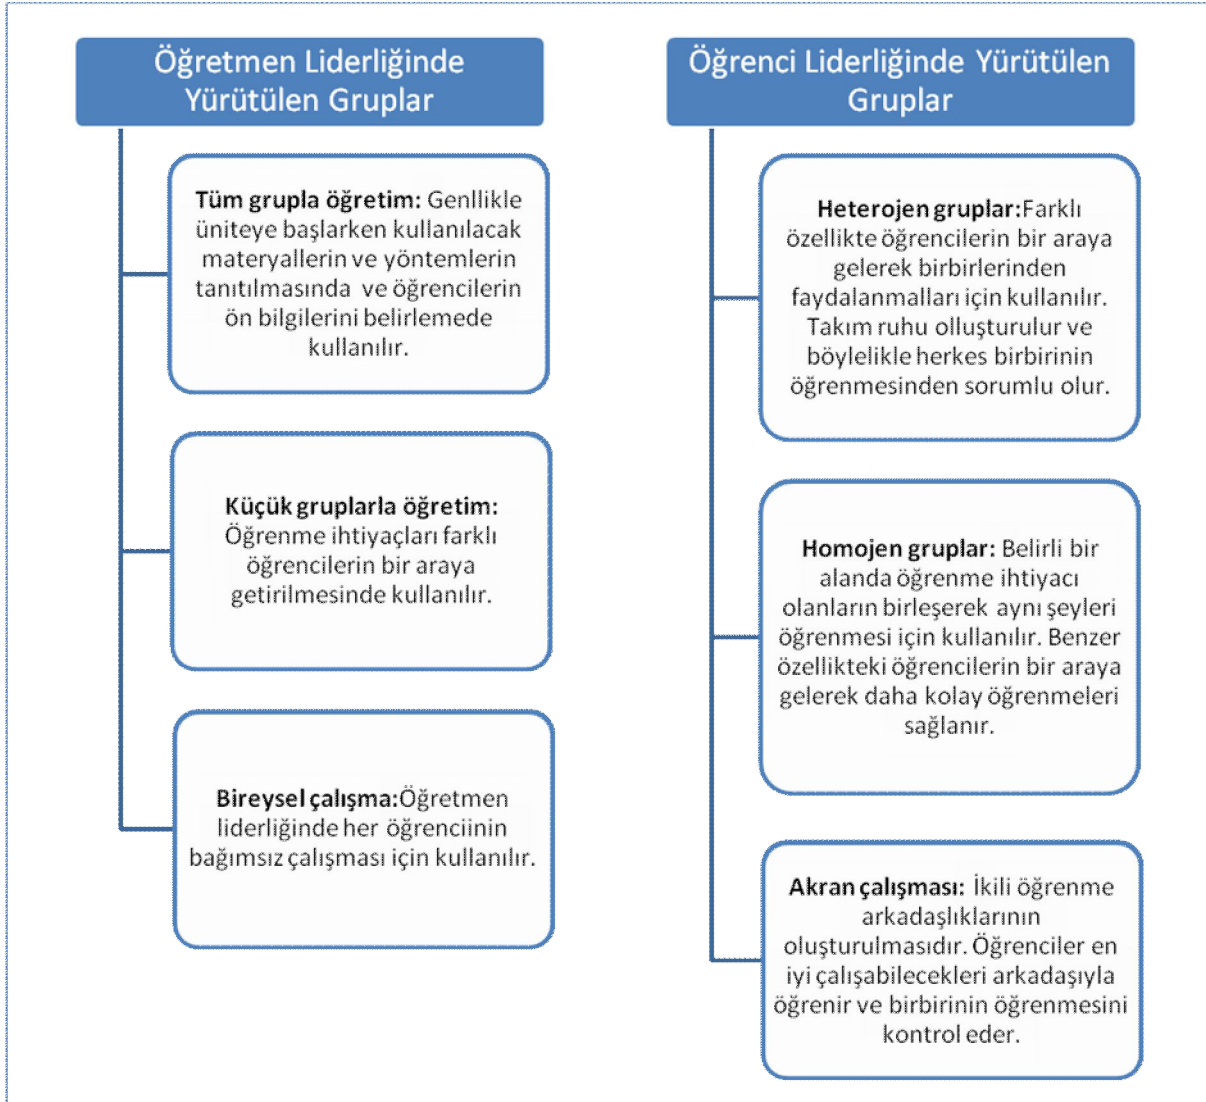 Öğretmen Liderliğinde
Yürütülen Gruplar
Tüm grupla öğretim: Genllikle
üniteye başlarken kullanılacak
materyallerin ve yöntemlerin
tanıtılmasında ve öğrencilerin
ön bilgilerini belirlemede
kullanılır.
Küçük gruplarla öğretim:
Öğrenme ihtiyaçları farklı
öğrencilerin bir araya
getirilmesinde kullanılır.
Bireysel çalışma:Öğretmen
liderliğinde her öğrenciinin
bağımsız çalışması için kullanılır.
Öğrenci Liderliğinde Yürütülen
Gruplar
Heterojen gruplar:Farklı
özellikte öğrencilerin bir araya
gelerek birbirlerinden
faydalanmalları için kullanılır.
Takım ruhu olluşturulur ve
böylelikle herkes birbirinin
öğrenmesinden sorumlu olur.
Homojen gruplar: Belirli bir
alanda öğrenme ihtiyacı
olanların birleşerek aynı şeyleri
öğrenmesi için kullanılır. Benzer
özellikteki öğrencilerin bir araya
gelerek daha kolay öğrenmeleri
sağlanır.
Akran çalışması: İkili öğrenme
arkadaşlıklarının
oluşturulmasıdır. Öğrenciler en
iyi çalışabilecekleri arkadaşıyla
öğrenir ve birbirinin öğrenmesini
kontrol eder.